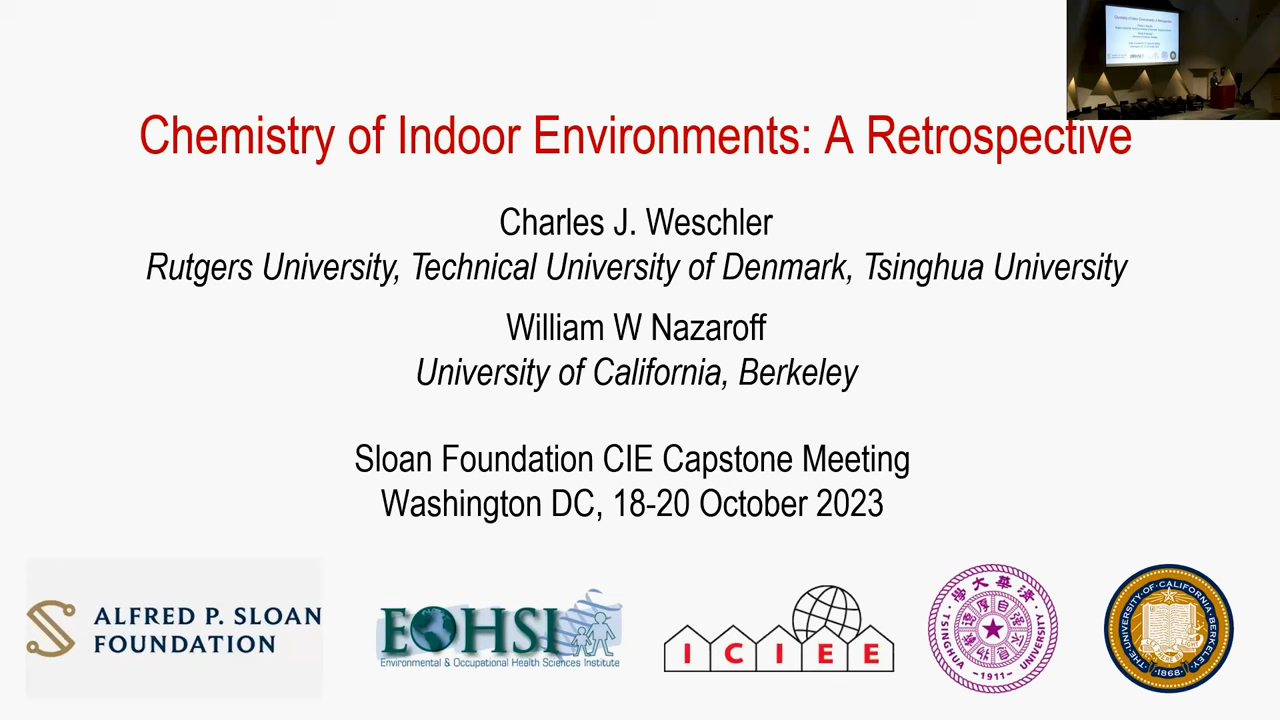 Chemistry of Indoor Environments: A Retrospective
Charles J. Weschler
Rutgers University, Technical University of Denmark, Tsinghua University
William W Nazaroff
University of California, Berkeley
Sloan Foundation CIE Capstone Meeting
Washington DC, 18-20 October 2023
ALFRED P. SLOAN
FOUNDATION
EOHSI
Environmental & Occupational Health Sciences Institute
ICIEE
TSINGHUA UNIVERSITY
-1911-
THE·UNIVERSITY·OF·CALIFORNIA·BERKELEY
·1868·